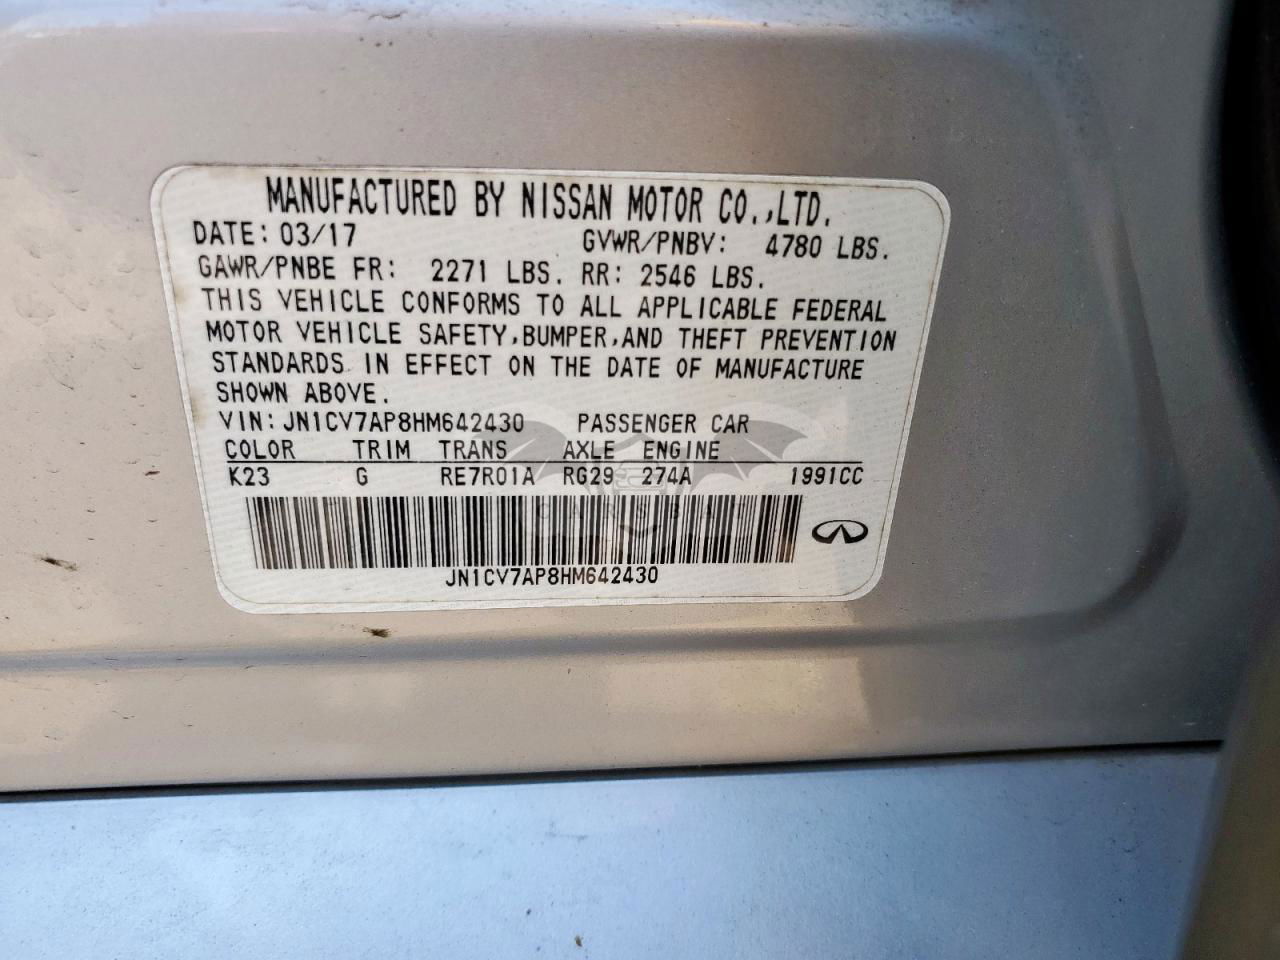 MANUFACTURED BY NISSAN MOTOR CO.,LTD.
DATE: 03/17 GVWR/PNBV: 4780 LBS.
GAWR/PNBE FR: 2271 LBS. RR: 2546 LBS.
THIS VEHICLE CONFORMS TO ALL APPLICABLE FEDERAL
MOTOR VEHICLE SAFETY,BUMPER,AND THEFT PREVENTION
STANDARDS IN EFFECT ON THE DATE OF MANUFACTURE
SHOWN ABOVE.
VIN: JN1CV7AP8HM642430 PASSENGER CAR
COLOR TRIM TRANS AXLE ENGINE
K23 G RE7R01A RG29 274A 1991CC
JN1CV7AP8HM642430